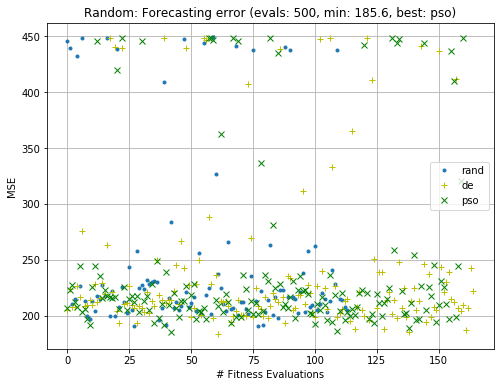 Random: Forecasting error (evals: 500, min: 185.6, best: pso)
450
400
350
300
250
200
MSE
rand
de
pso
0 25 50 75 100 125 150
# Fitness Evaluations